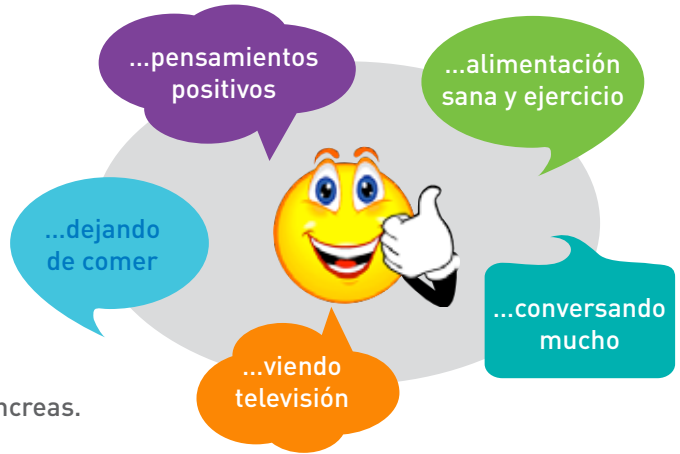 ...pensamientos
positivos
...alimentación
sana y ejercicio
...dejando
de comer
...conversando
mucho
...viendo
televisión
ncreas.